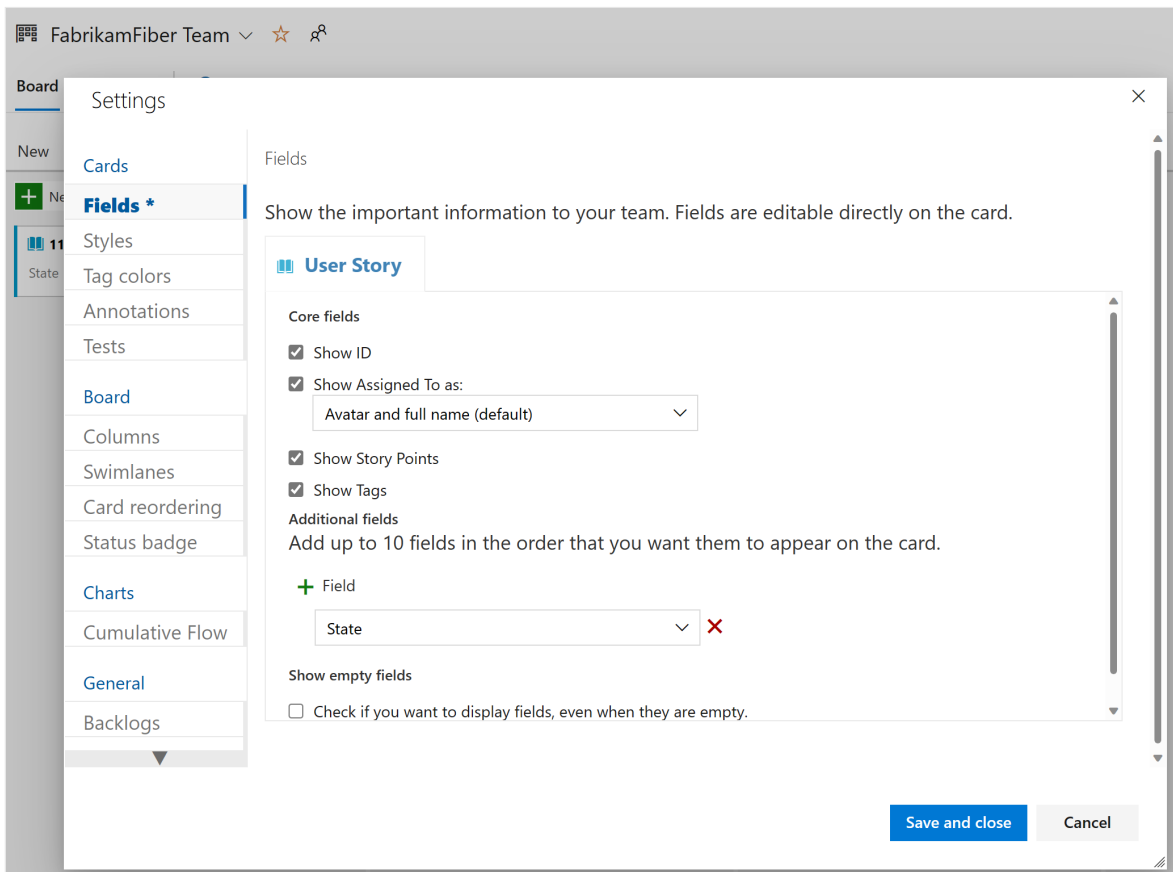 FabrikamFiber Team
Board
New
11
State
Settings
Cards
Fields *
Styles
Tag colors
Annotations
Tests
Board
Columns
Swimlanes
Card reordering
Status badge
Charts
Cumulative Flow
General
Backlogs
Fields
Show the important information to your team. Fields are editable directly on the card.
User Story
Core fields
Show ID
Show Assigned To as:
Avatar and full name (default)
Show Story Points
Show Tags
Additional fields
Add up to 10 fields in the order that you want them to appear on the card.
Field
State
Show empty fields
Check if you want to display fields, even when they are empty.
Save and close
Cancel